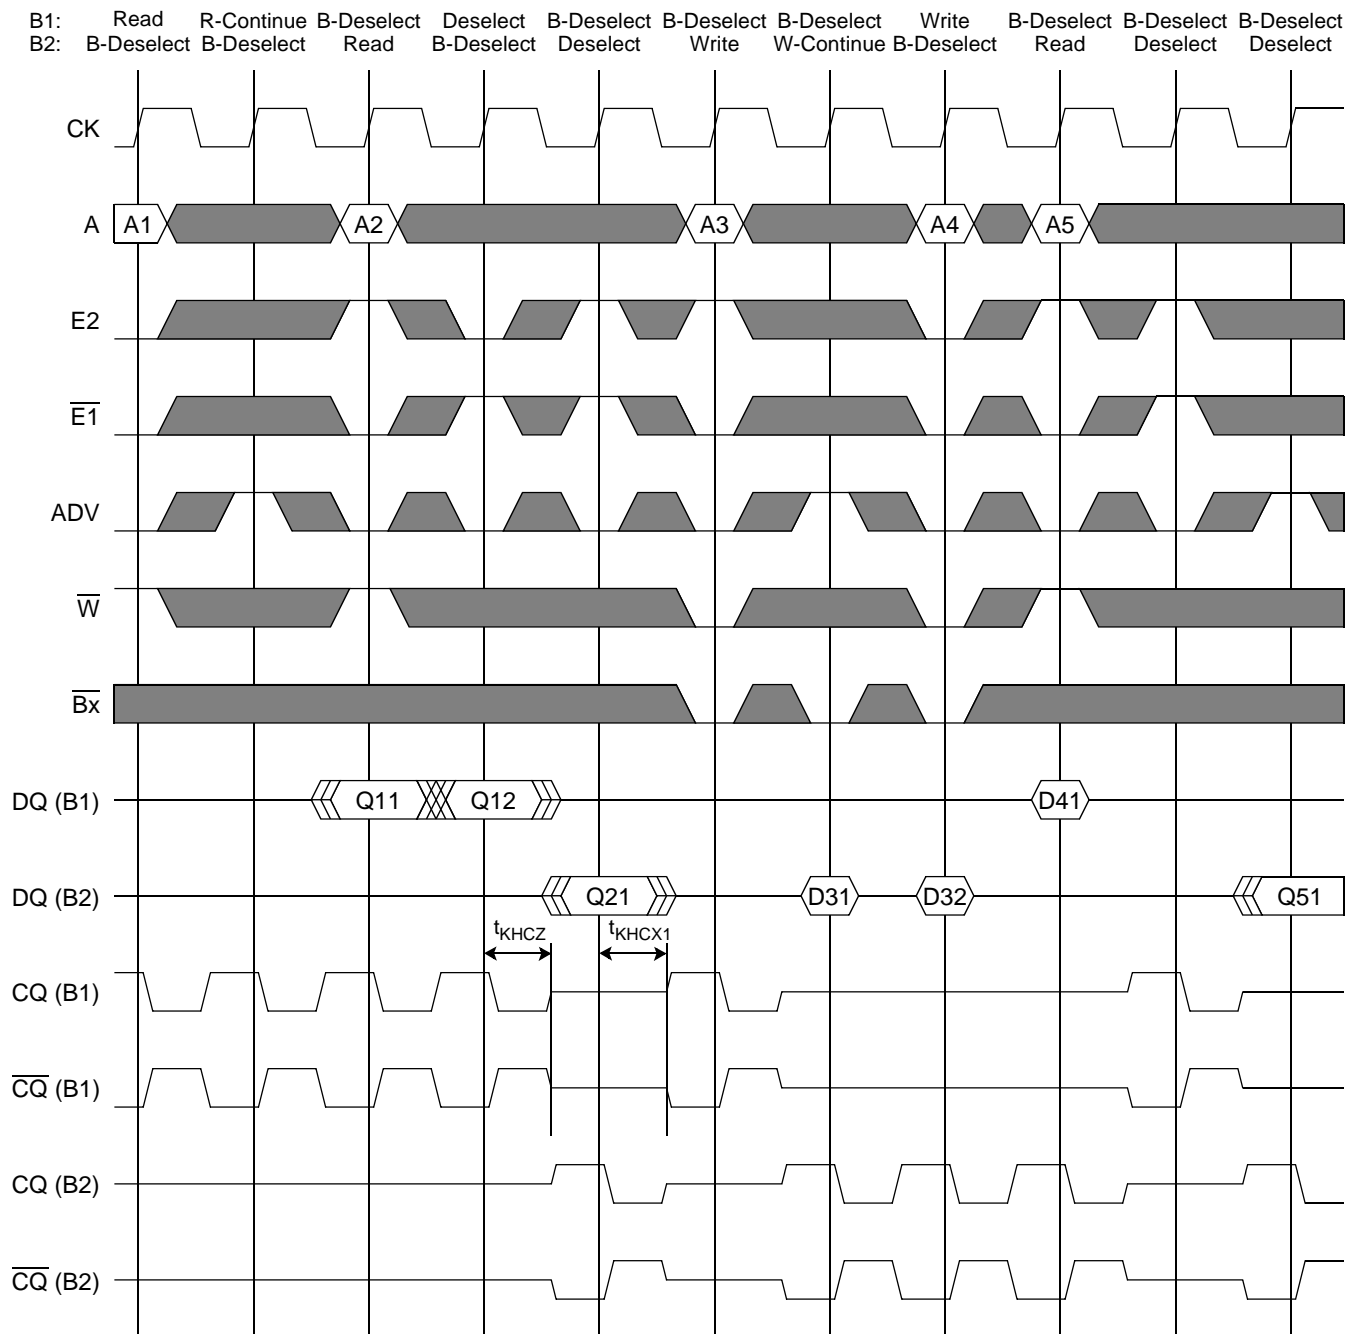 B1: Read R-Continue B-Deselect Deselect B-Deselect B-Deselect B-Deselect Write B-Deselect B-Deselect B-Deselect
B2: B-Deselect B-Deselect Read B-Deselect Deselect Write W-Continue B-Deselect Read Deselect Deselect
CK
A A1 A2 A3 A4 A5
E2
E1
ADV
W
Bx
DQ (B1) Q11 Q12 D41
DQ (B2) Q21 D31 D32 Q51
tKHCZ tKHCX1
CQ (B1)
CQ (B1)
CQ (B2)
CQ (B2)